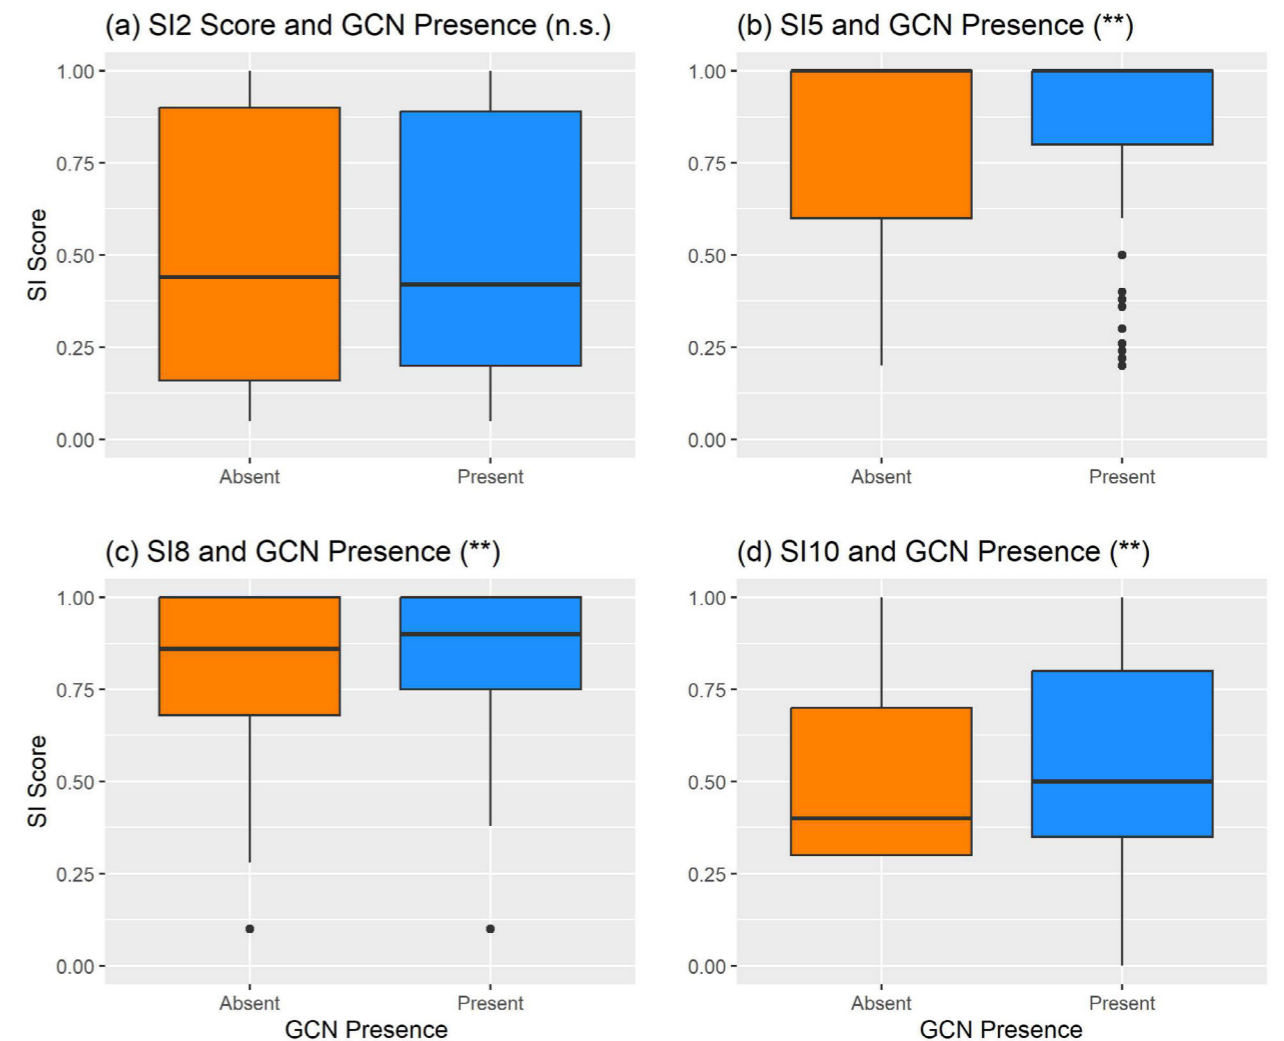 (a) SI2 Score and GCN Presence (n.s.)
1.00
0.75
0.50
0.25
0.00
SI Score
Absent Present
(b) SI5 and GCN Presence (**)
1.00
0.75
0.50
0.25
0.00
Absent Present
(c) SI8 and GCN Presence (**)
1.00
0.75
0.50
0.25
0.00
SI Score
Absent Present
GCN Presence
(d) SI10 and GCN Presence (**)
1.00
0.75
0.50
0.25
0.00
Absent Present
GCN Presence